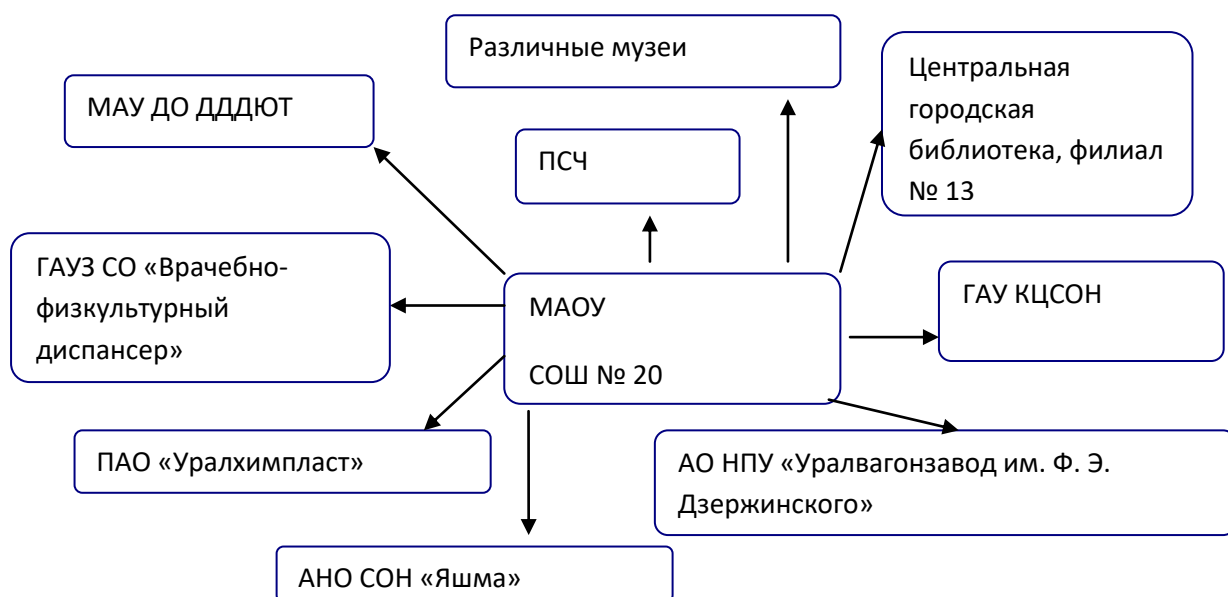 Различные музеи
Центральная
городская
библиотека, филиал
№ 13
МАУ ДО ДДДЮТ
ПСЧ
ГАУЗ СО «Врачебно-
физкультурный
диспансер»
МАОУ
СОШ № 20
ГАУ КЦСОН
ПАО «Уралхимпласт»
АО НПУ «Уралвагонзавод им. Ф. Э.
Дзержинского»
АНО СОН «Яшма»